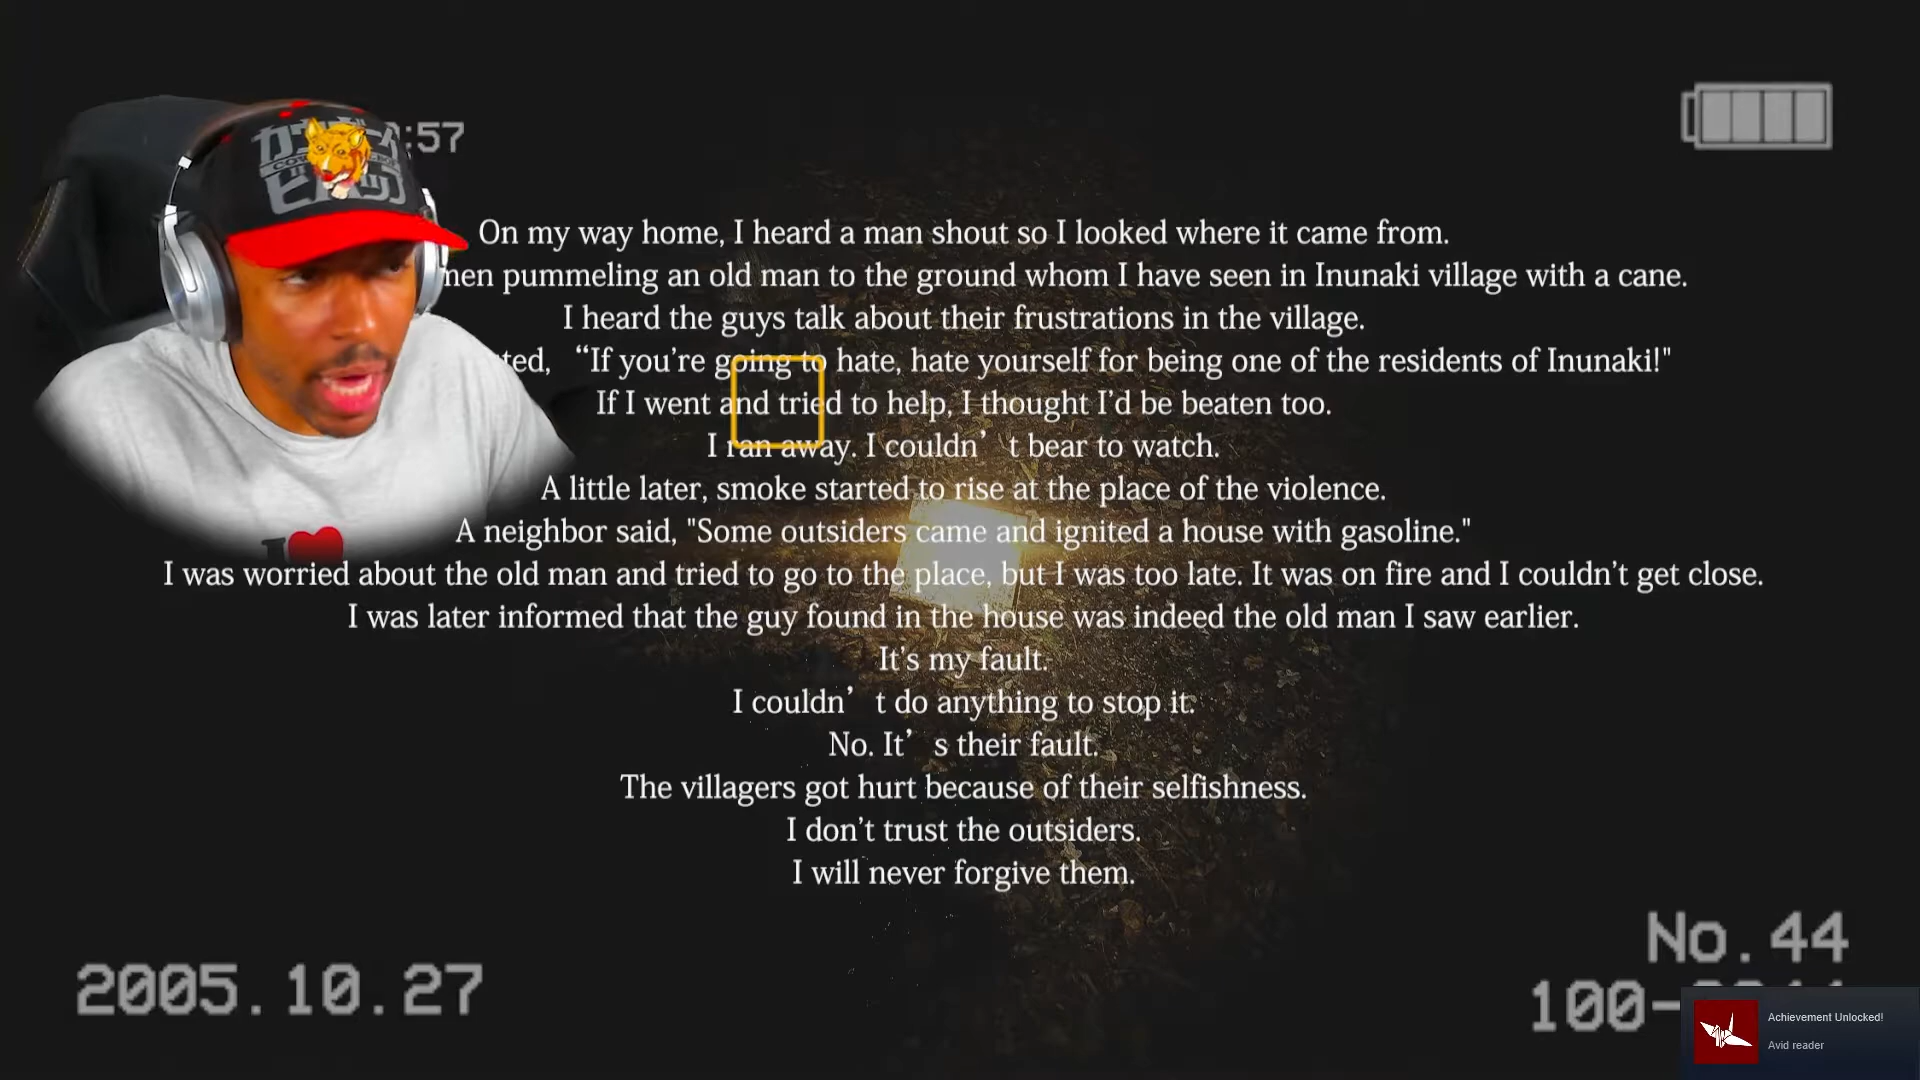 :57
On my way home, I heard a man shout so I looked where it came from.
men pummeling an old man to the ground whom I have seen in Inunaki village with a cane.
I heard the guys talk about their frustrations in the village.
“If you're going to hate, hate yourself for being one of the residents of Inunaki!"
If I went and tried to help, I thought I'd be beaten too.
I ran away. I couldn’t bear to watch.
A little later, smoke started to rise at the place of the violence.
A neighbor said, "Some outsiders came and ignited a house with gasoline."
I was worried about the old man and tried to go to the place, but I was too late. It was on fire and I couldn't get close.
I was later informed that the guy found in the house was indeed the old man I saw earlier.
It's my fault.
I couldn’t do anything to stop it.
No. It’s their fault.
The villagers got hurt because of their selfishness.
I don't trust the outsiders.
I will never forgive them.
No.44
2005.10.27
100-
Achievement Unlocked!
Avid reader